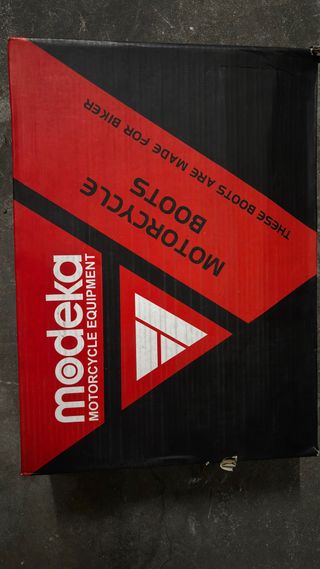 modeka
MOTORCYCLE EQUIPMENT
MOTORCYCLE
BOOTS
THESE BOOTS ARE MADE FOR BIKER